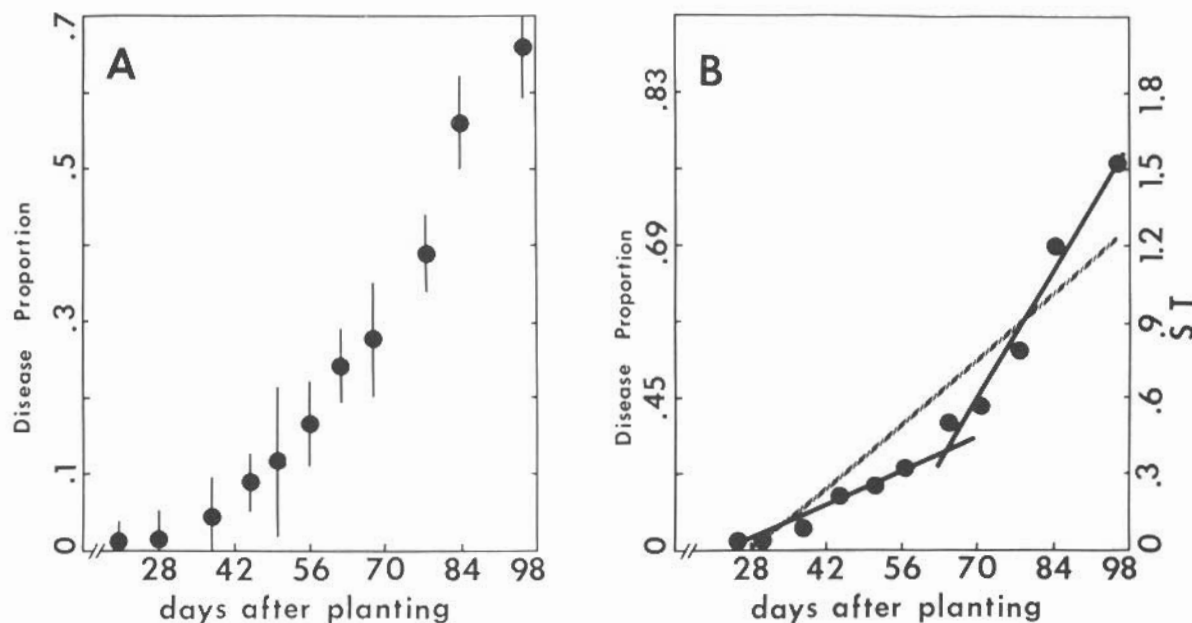 A
Disease Proportion
.7
.5
.3
.1
0
28 42 56 70 84 98
days after planting
B
Disease Proportion
.83
.69
.45
0
1.8
1.5
1.2
.9
.6
.3
0
ST
28 42 56 70 84 98
days after planting